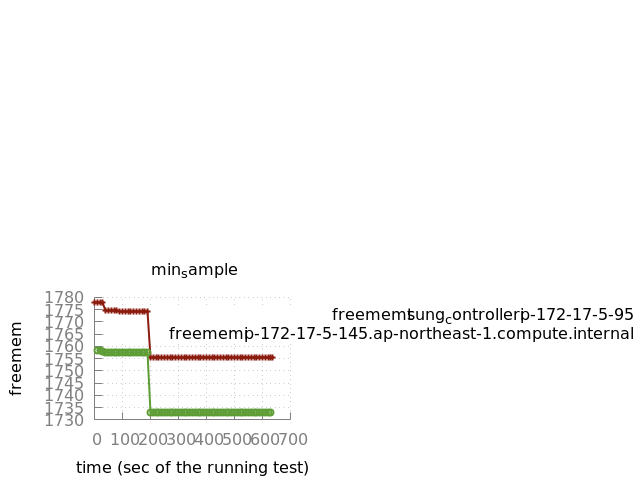 min_sample
1780
1775
1770
1765
1760
1755
1750
1745
1740
1735
1730
freemem
freemem tsung_controller ip-172-17-5-95
freemem ip-172-17-5-145.ap-northeast-1.compute.internal
0 100 200 300 400 500 600 700
time (sec of the running test)